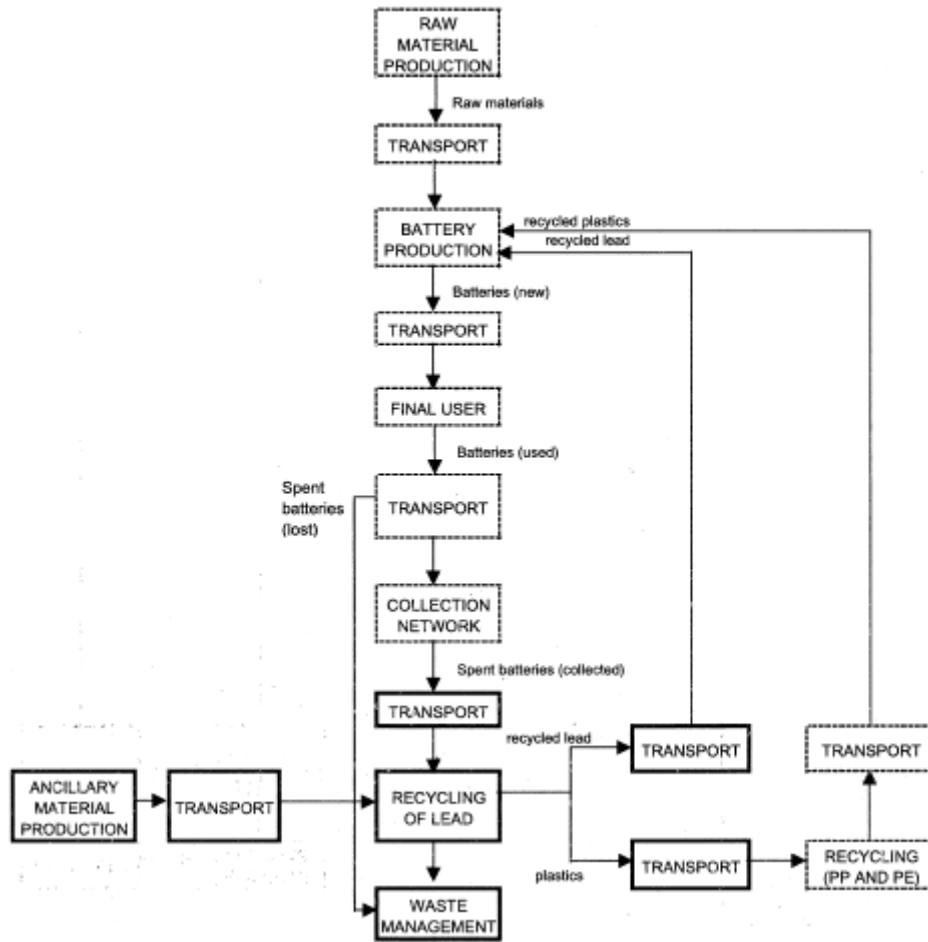 RAW
MATERIAL
PRODUCTION
Raw materials
TRANSPORT
BATTERY
PRODUCTION
recycled plastics
recycled lead
Batteries (new)
TRANSPORT
FINAL USER
Batteries (used)
Spent
batteries
(lost)
TRANSPORT
COLLECTION
NETWORK
Spent batteries (collected)
TRANSPORT
recycled lead
TRANSPORT
TRANSPORT
ANCILLARY
MATERIAL
PRODUCTION
TRANSPORT
RECYCLING
OF LEAD
plastics
TRANSPORT
RECYCLING
(PP AND PE)
WASTE
MANAGEMENT